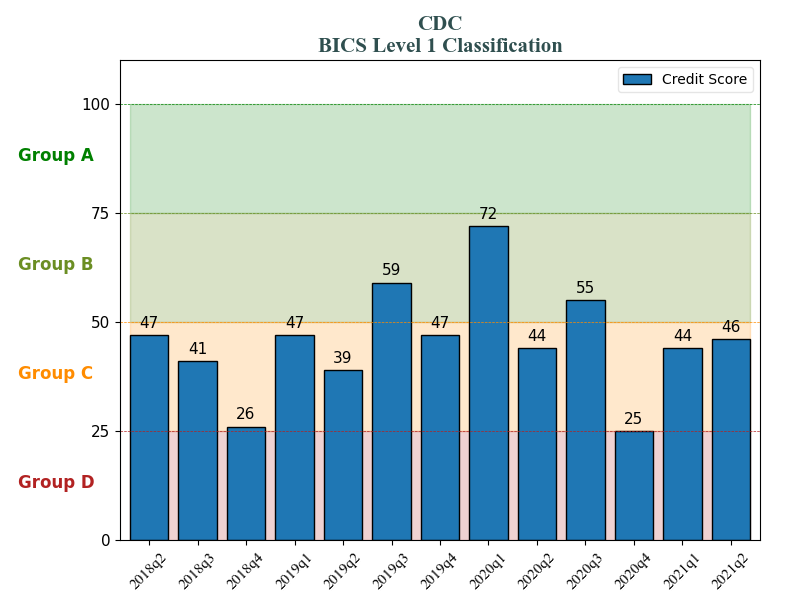 CDC
BICS Level 1 Classification
Credit Score
100
Group A
75
72
Group B
59
55
50
47
47
47
46
44
44
41
39
Group C
26
25
25
Group D
0
2018q2
2018q3
2018q4
2019q1
2019q2
2019q3
2019q4
2020q1
2020q2
2020q3
2020q4
2021q1
2021q2